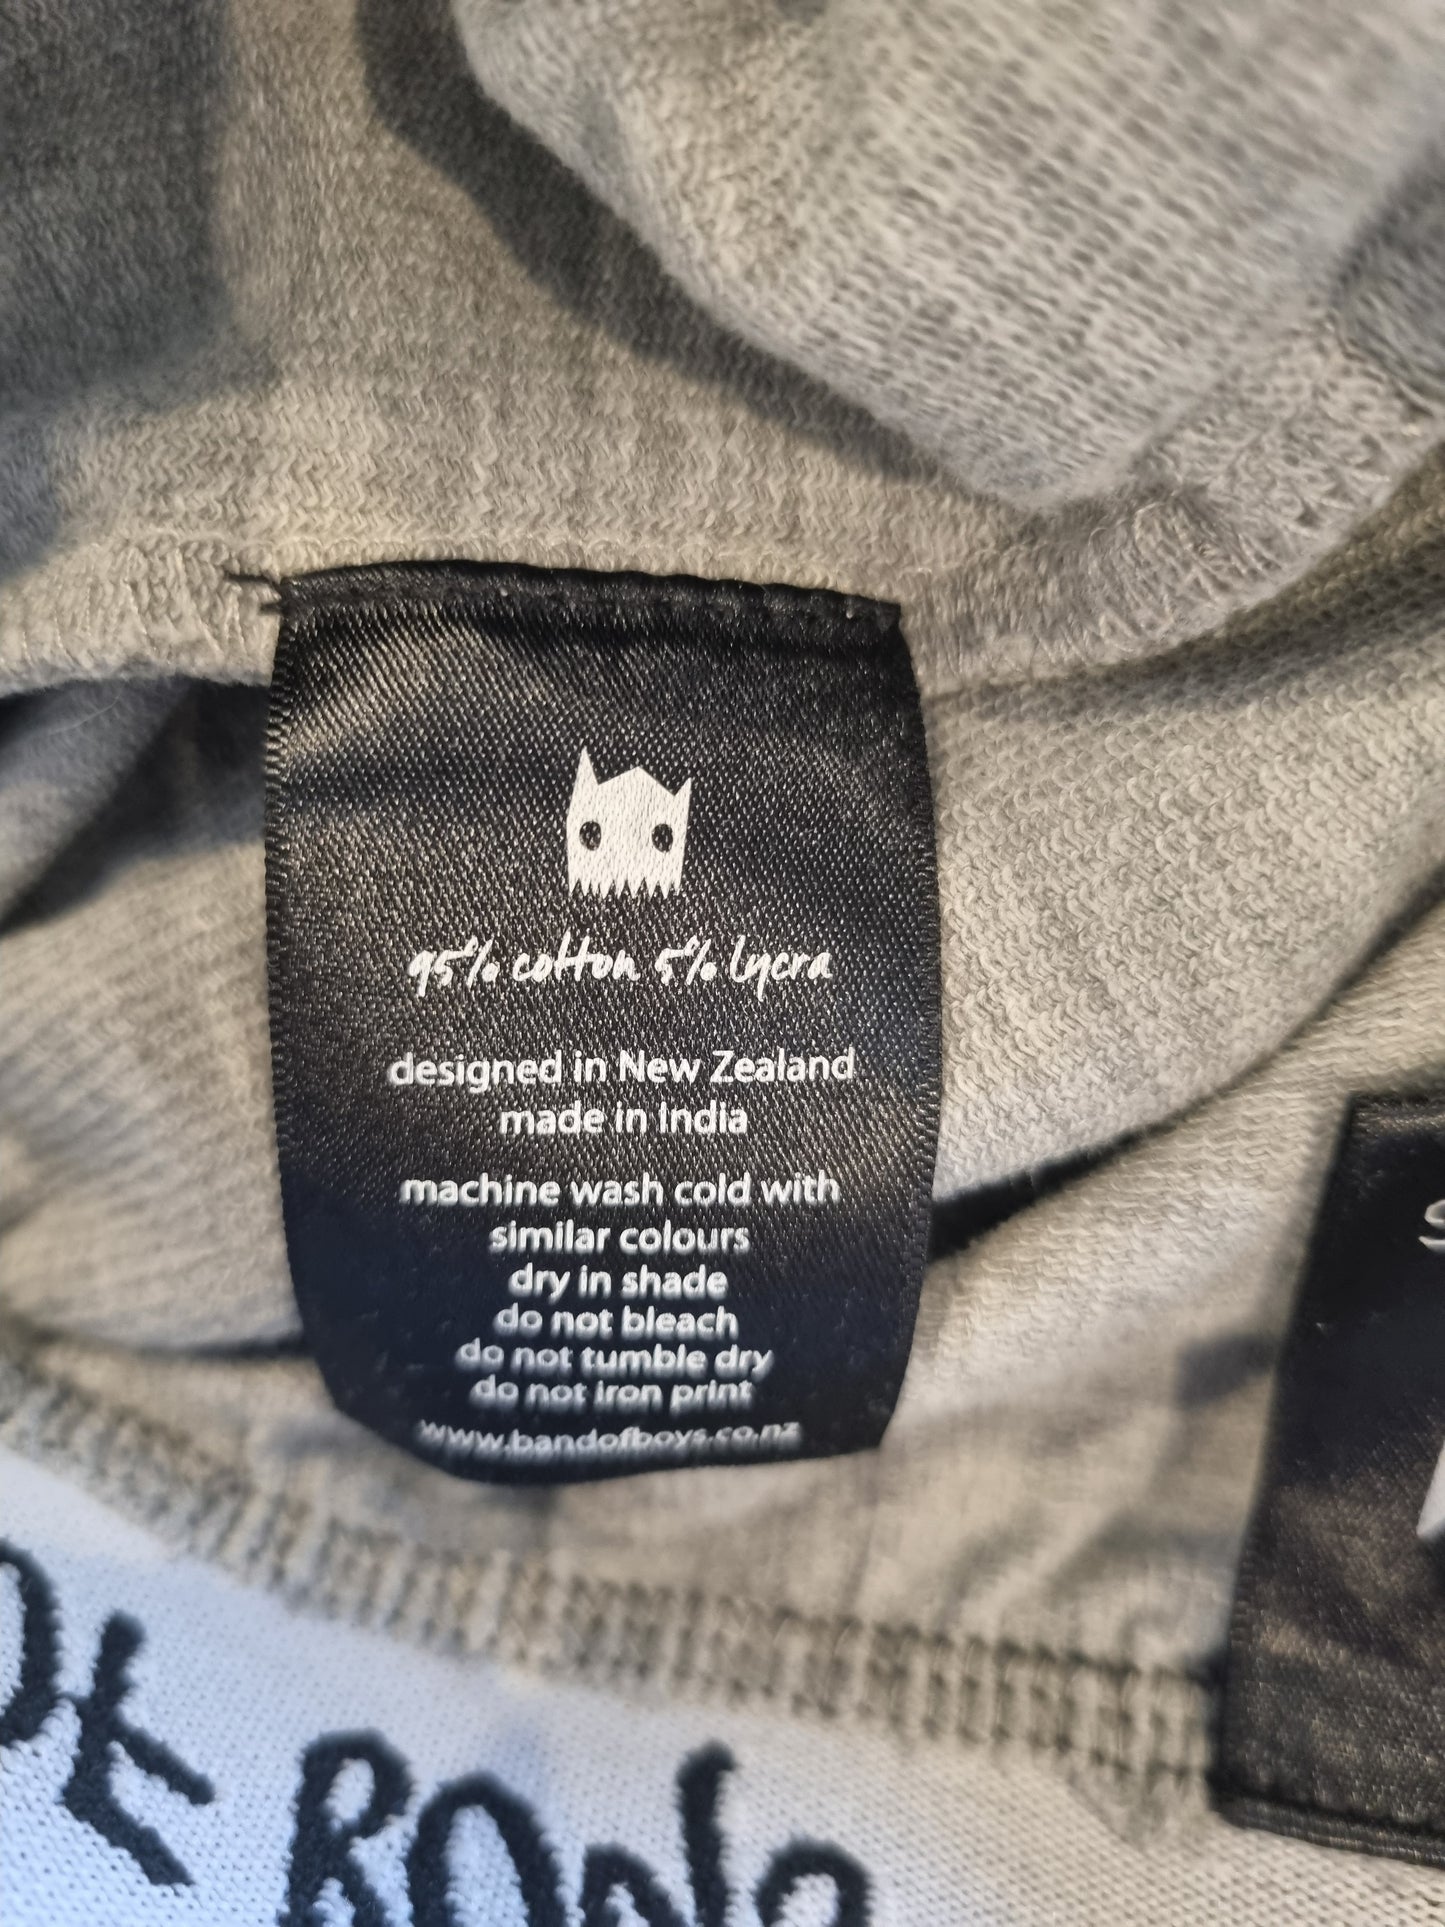 95% cotton 5% lycra
designed in New Zealand
made in India
machine wash cold with
similar colours
dry in shade
do not bleach
do not tumble dry
do not iron print
www.bandofboys.co.nz